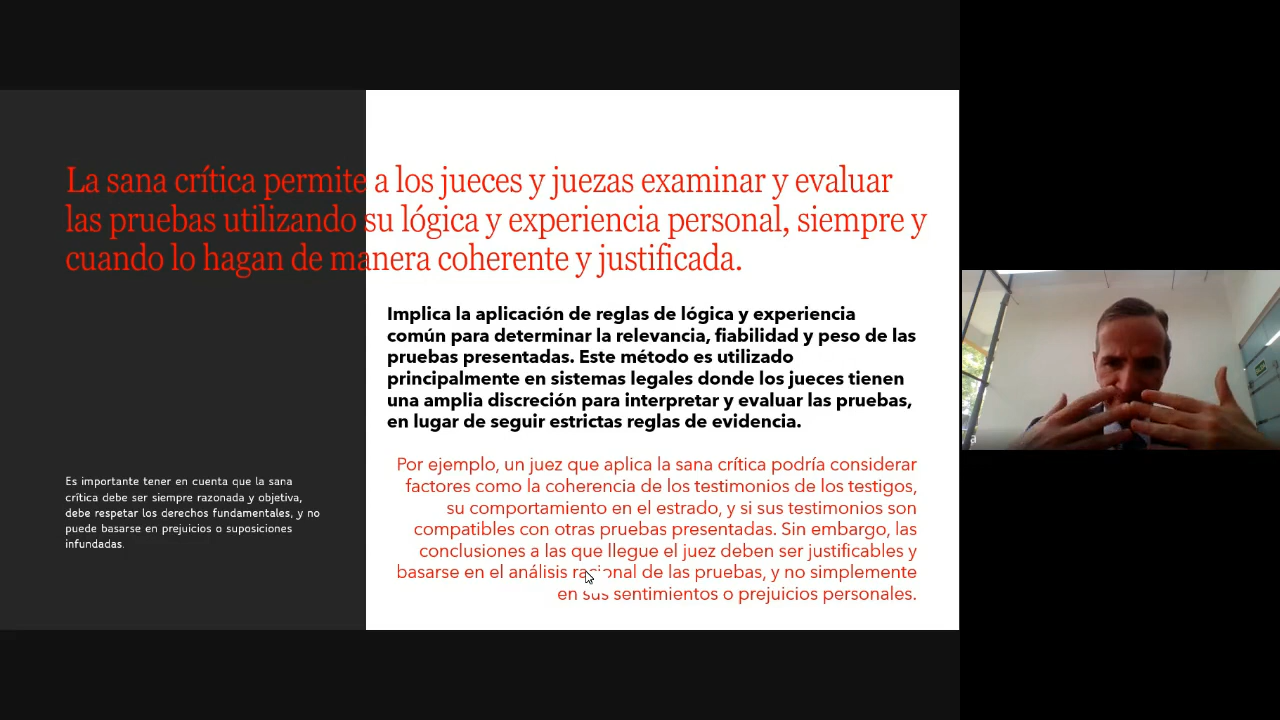 La sana crítica permite a los jueces y juezas examinar y evaluar
las pruebas utilizando su lógica y experiencia personal, siempre y
cuando lo hagan de manera coherente y justificada.
Implica la aplicación de reglas de lógica y experiencia
común para determinar la relevancia, fiabilidad y peso de las
pruebas presentadas. Este método es utilizado
principalmente en sistemas legales donde los jueces tienen
una amplia discreción para interpretar y evaluar las pruebas,
en lugar de seguir estrictas reglas de evidencia.
Por ejemplo, un juez que aplica la sana crítica podría considerar
factores como la coherencia de los testimonios de los testigos,
su comportamiento en el estrado, y si sus testimonios son
compatibles con otras pruebas presentadas. Sin embargo, las
conclusiones a las que llegue el juez deben ser justificables y
basarse en el análisis racional de las pruebas, y no simplemente
en sus sentimientos o prejuicios personales.
Es importante tener en cuenta que la sana
crítica debe ser siempre razonada y objetiva,
debe respetar los derechos fundamentales, y no
puede basarse en prejuicios o suposiciones
infundadas.